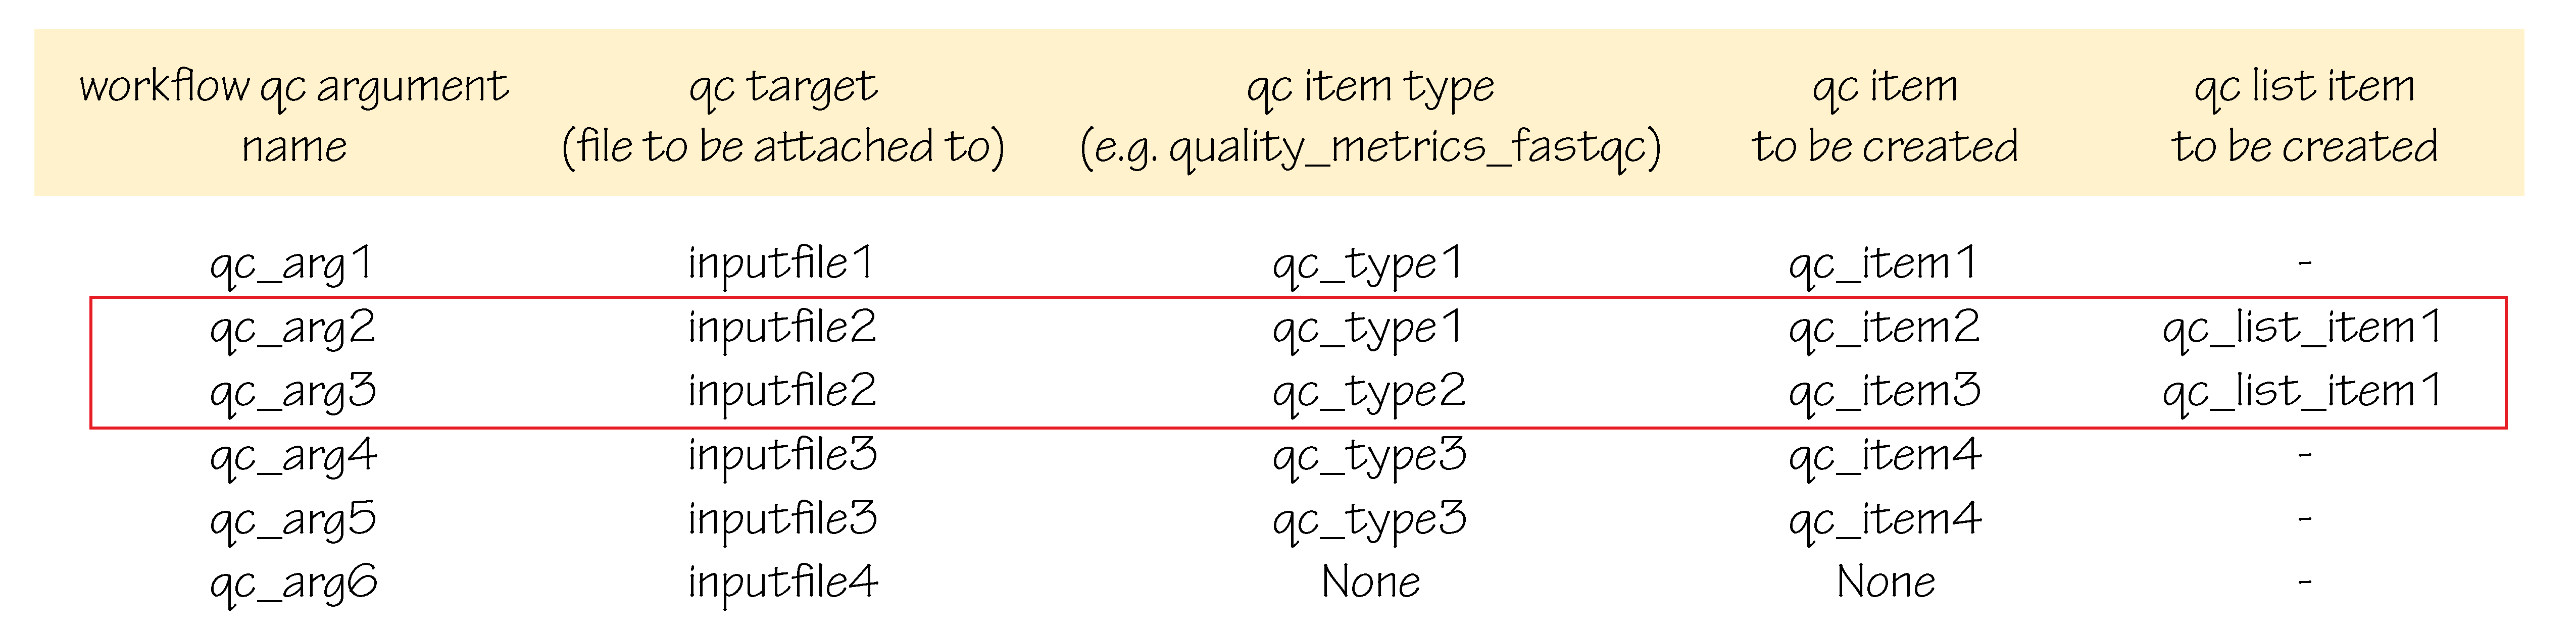 workflow qc argument name
qc target (file to be attached to)
qc item type (e.g. quality_metrics_fastqc)
qc item to be created
qc list item to be created
qc_arg1 inputfile1 qc_type1 qc_item1 -
qc_arg2 inputfile2 qc_type1 qc_item2 qc_list_item1
qc_arg3 inputfile2 qc_type2 qc_item3 qc_list_item1
qc_arg4 inputfile3 qc_type3 qc_item4 -
qc_arg5 inputfile3 qc_type3 qc_item4 -
qc_arg6 inputfile4 None None -